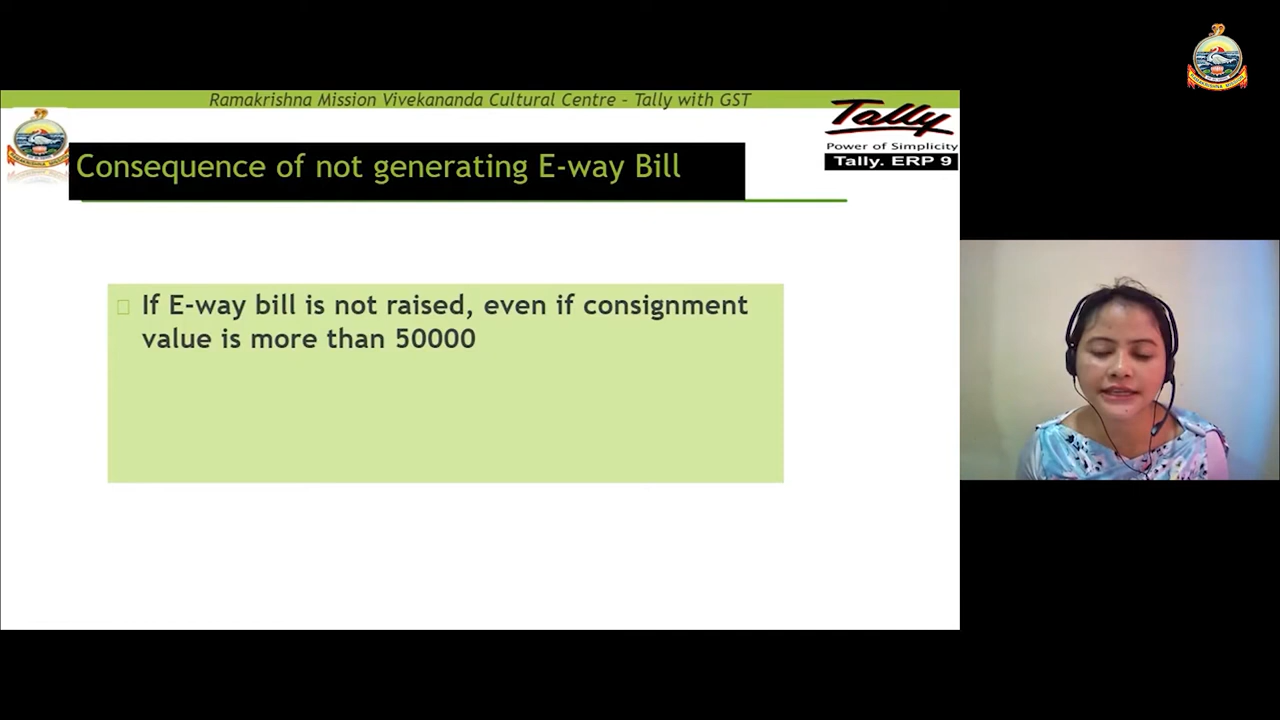 Ramakrishna Mission Vivekananda Cultural Centre - Tally with GST
Tally
Power of Simplicity
Tally. ERP 9
Consequence of not generating E-way Bill
If E-way bill is not raised, even if consignment
value is more than 50000